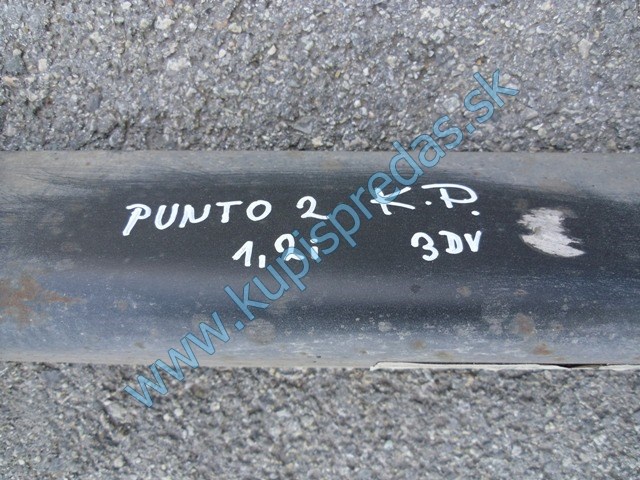 PUNTO 2 K.P.
1,2i 3DV
www.kupispredas.sk